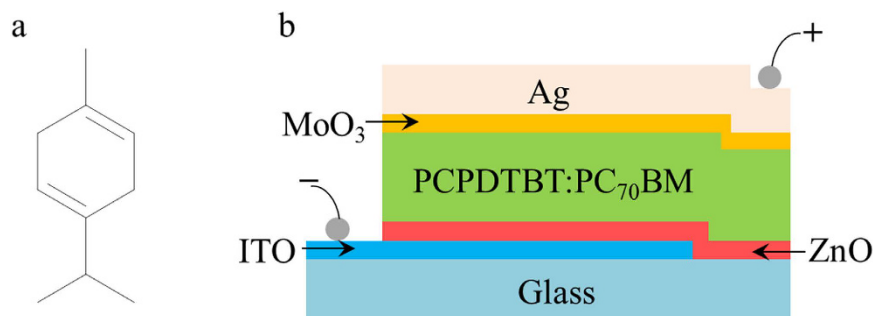 a
b
+
Ag
MoO₃
PCPDTBT:PC₇₀BM
−
ITO
ZnO
Glass